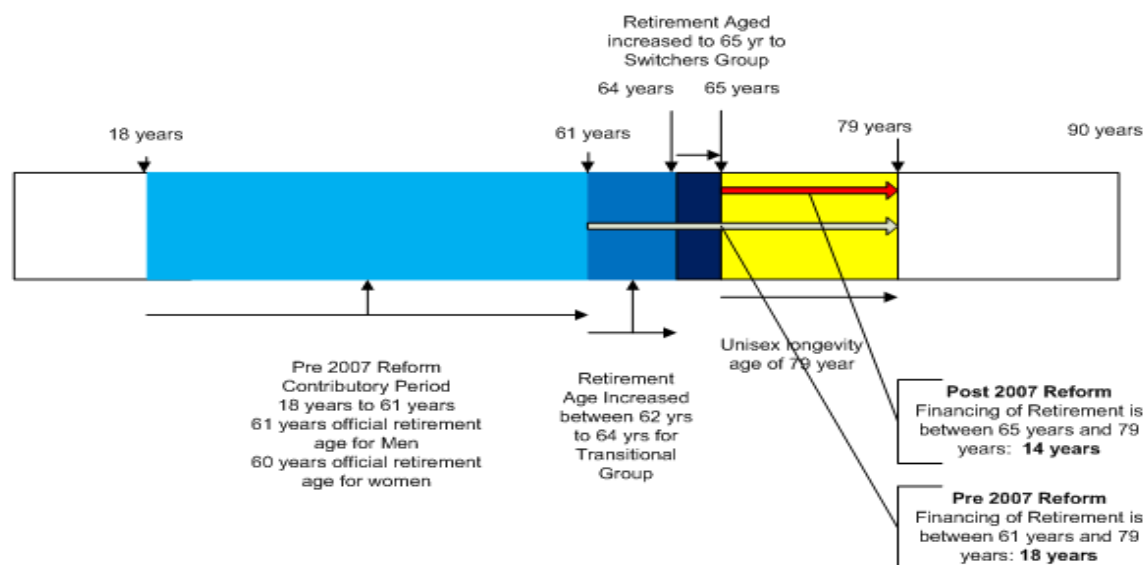 Retirement Aged
increased to 65 yr to
Switchers Group
64 years
65 years
18 years
61 years
79 years
90 years
Pre 2007 Reform
Contributory Period
18 years to 61 years
61 years official retirement
age for Men
60 years official retirement
age for women
Retirement
Age Increased
between 62 yrs
to 64 yrs for
Transitional
Group
Unisex longevity
age of 79 year
Post 2007 Reform
Financing of Retirement is
between 65 years and 79
years: 14 years
Pre 2007 Reform
Financing of Retirement is
between 61 years and 79
years: 18 years